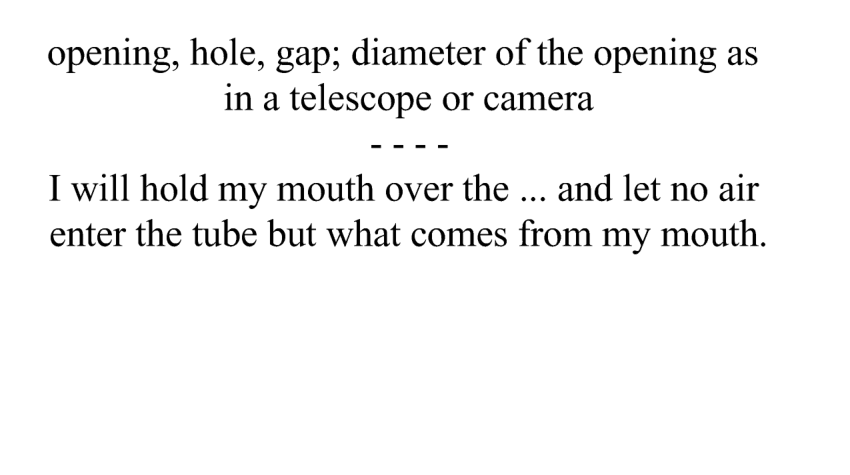 opening, hole, gap; diameter of the opening as
in a telescope or camera
- - - -
I will hold my mouth over the ... and let no air
enter the tube but what comes from my mouth.